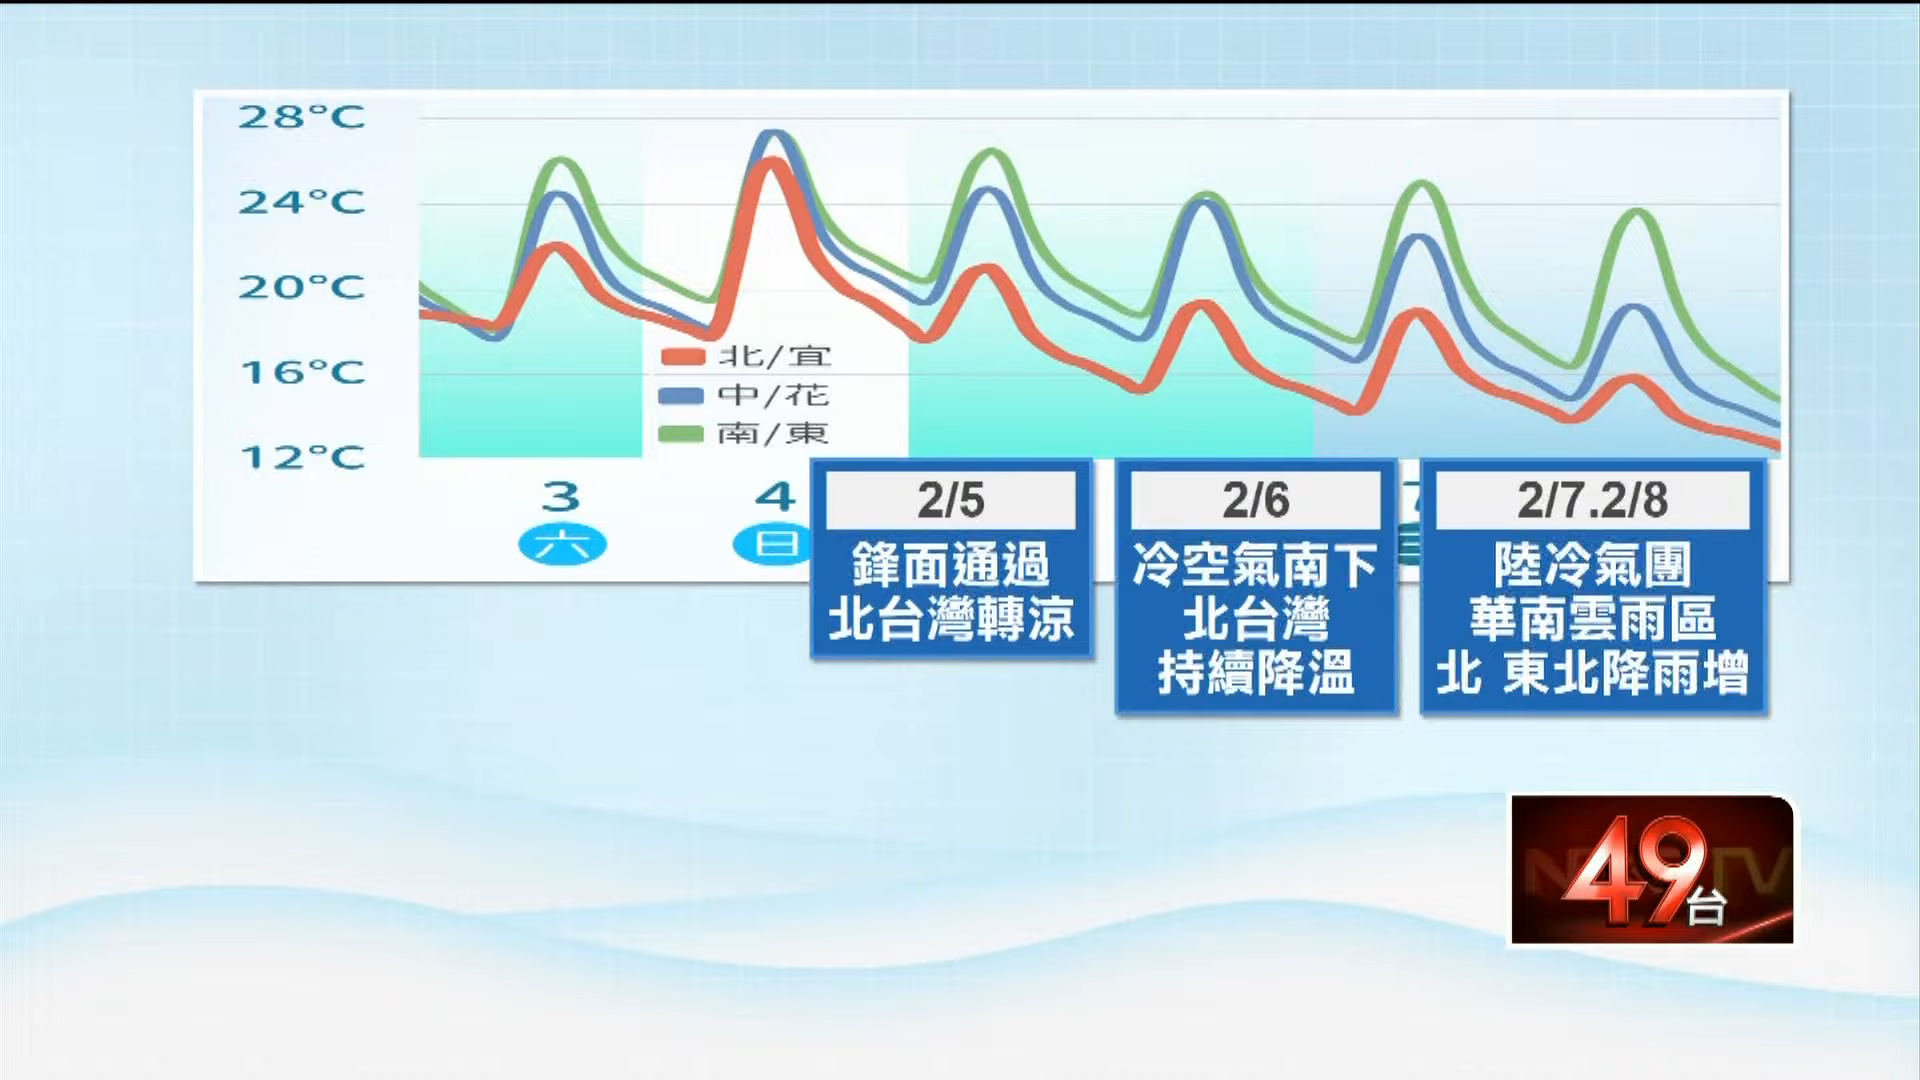 28°C
24°C
20°C
16°C
12°C
北/宜
中/花
南/東
3
六
4
日
2/5
鋒面通過
北台灣轉涼
2/6
冷空氣南下
北台灣
持續降溫
2/7.2/8
陸冷氣團
華南雲雨區
北 東北降雨增
49台